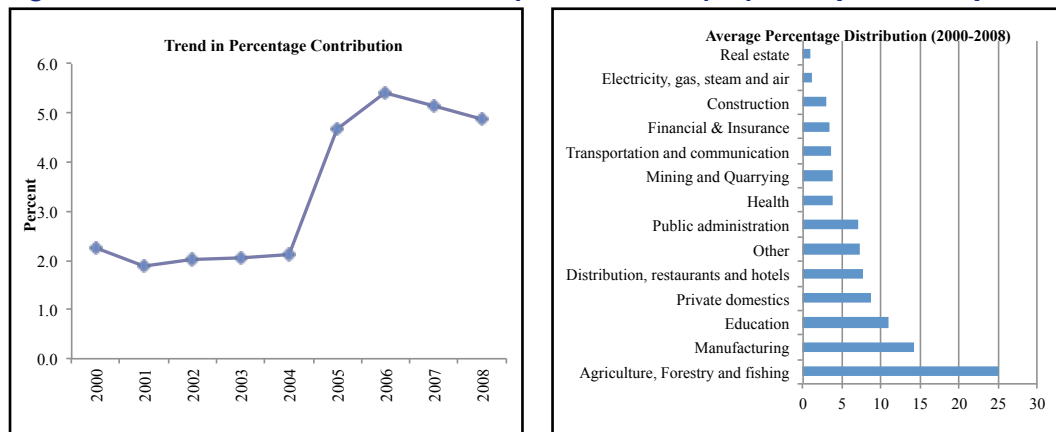 Trend in Percentage Contribution
6.0
5.0
4.0
3.0
2.0
1.0
0.0
Percent
2000
2001
2002
2003
2004
2005
2006
2007
2008
Average Percentage Distribution (2000-2008)
Real estate
Electricity, gas, steam and air
Construction
Financial & Insurance
Transportation and communication
Mining and Quarrying
Health
Public administration
Other
Distribution, restaurants and hotels
Private domestics
Education
Manufacturing
Agriculture, Forestry and fishing
0 5 10 15 20 25 30